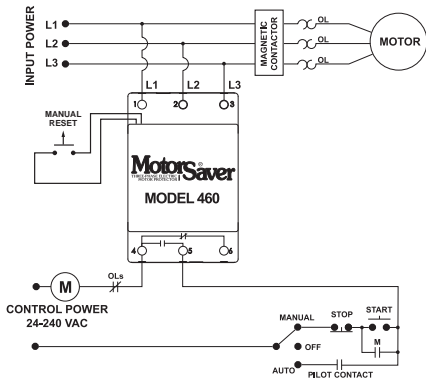 INPUT POWER
L1
L2
L3
MAGNETIC
CONTACTOR
OL
OL
OL
MOTOR
L1 L2 L3
1 2 3
MANUAL
RESET
MotorSaver®
THREE-PHASE ELECTRIC
MOTOR PROTECTOR
MODEL 460
4 5 6
M
OLs
CONTROL POWER
24-240 VAC
MANUAL
STOP
START
OFF
M
AUTO
PILOT CONTACT